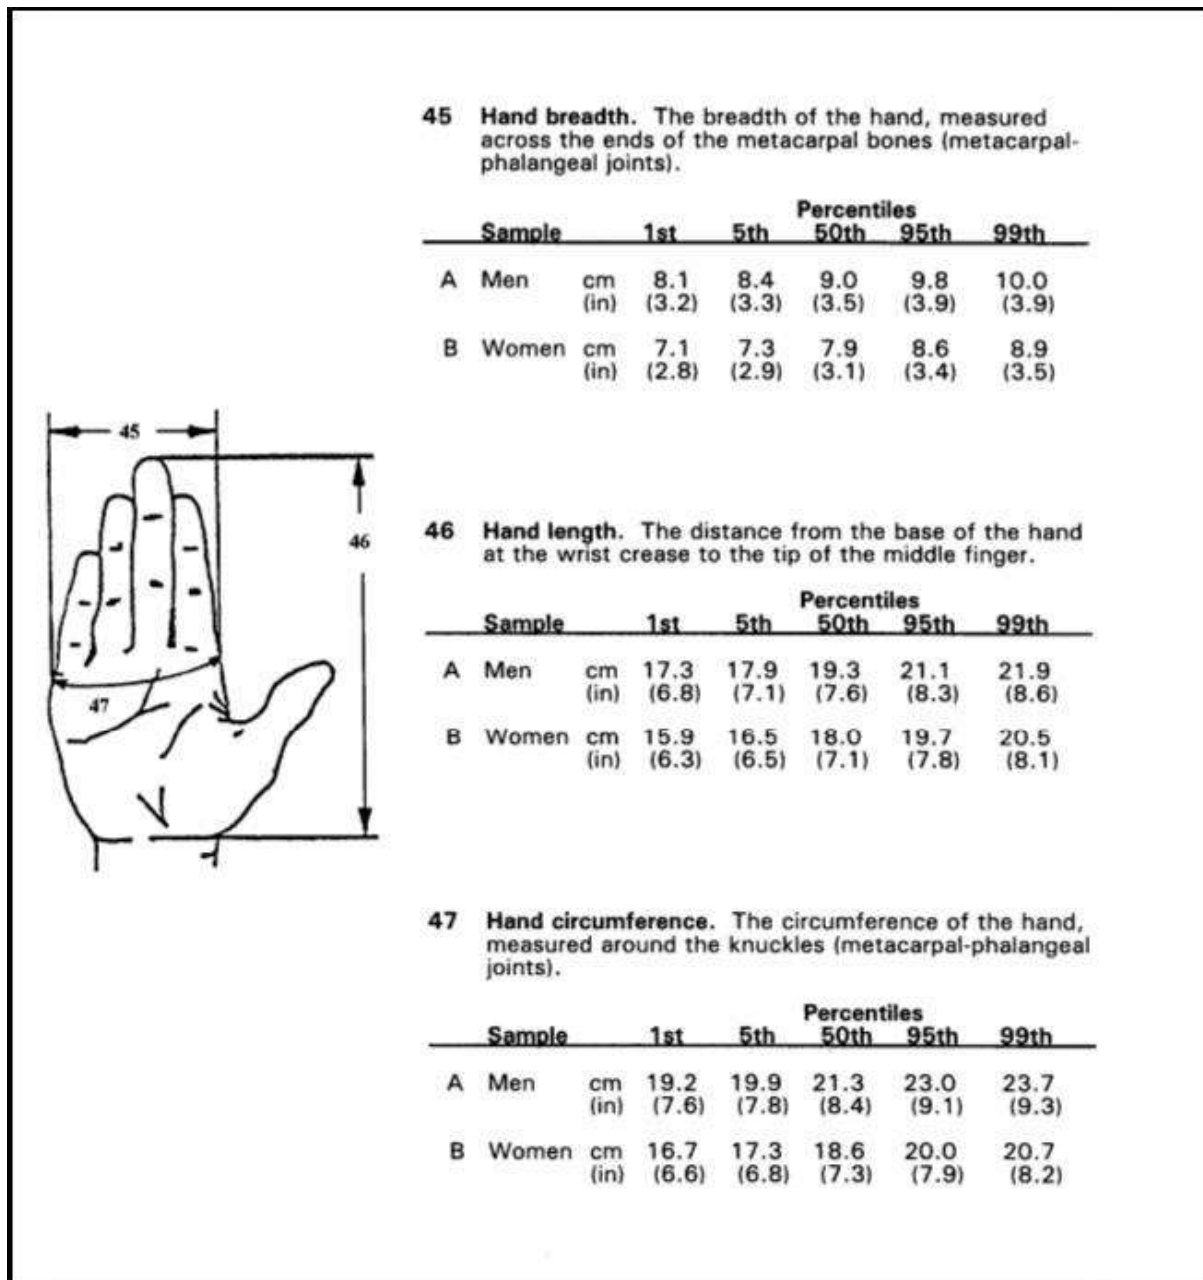 45 Hand breadth. The breadth of the hand, measured
across the ends of the metacarpal bones (metacarpal-
phalangeal joints).
Percentiles
Sample 1st 5th 50th 95th 99th
A Men cm 8.1 8.4 9.0 9.8 10.0
(in) (3.2) (3.3) (3.5) (3.9) (3.9)
B Women cm 7.1 7.3 7.9 8.6 8.9
(in) (2.8) (2.9) (3.1) (3.4) (3.5)
45
46
47
46 Hand length. The distance from the base of the hand
at the wrist crease to the tip of the middle finger.
Percentiles
Sample 1st 5th 50th 95th 99th
A Men cm 17.3 17.9 19.3 21.1 21.9
(in) (6.8) (7.1) (7.6) (8.3) (8.6)
B Women cm 15.9 16.5 18.0 19.7 20.5
(in) (6.3) (6.5) (7.1) (7.8) (8.1)
47 Hand circumference. The circumference of the hand,
measured around the knuckles (metacarpal-phalangeal
joints).
Percentiles
Sample 1st 5th 50th 95th 99th
A Men cm 19.2 19.9 21.3 23.0 23.7
(in) (7.6) (7.8) (8.4) (9.1) (9.3)
B Women cm 16.7 17.3 18.6 20.0 20.7
(in) (6.6) (6.8) (7.3) (7.9) (8.2)